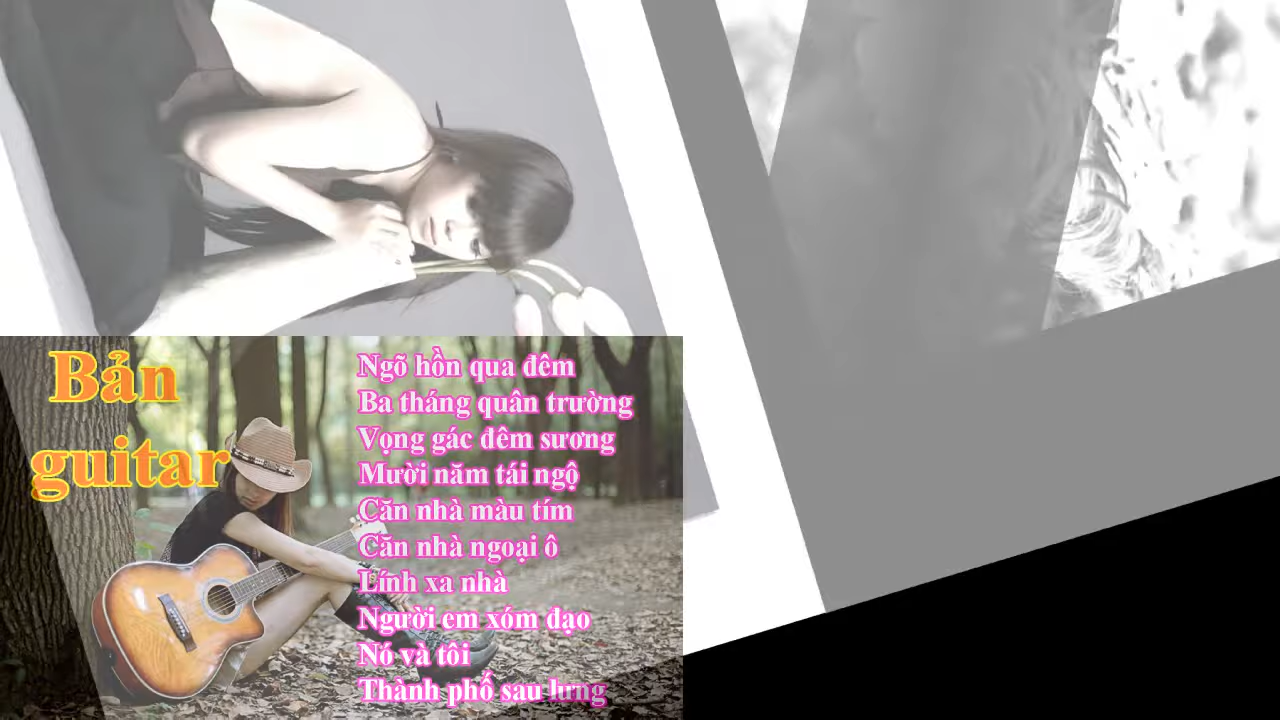 Bản
guitar
Ngõ hồn qua đêm
Ba tháng quân trường
Vọng gác đêm sương
Mười năm tái ngộ
Căn nhà màu tím
Căn nhà ngoại ô
Lính xa nhà
Người em xóm đạo
Nó và tôi
Thành phố sau lưng